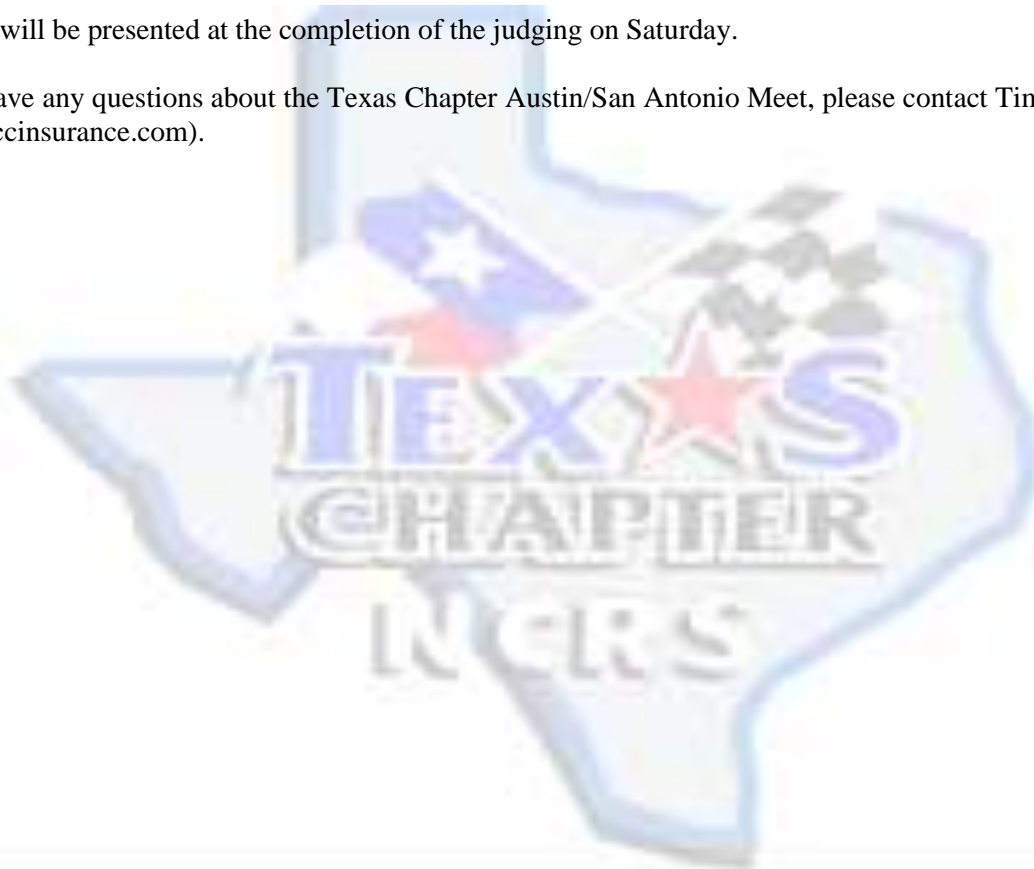 will be presented at the completion of the judging on Saturday.
ave any questions about the Texas Chapter Austin/San Antonio Meet, please contact Tim
ccinsurance.com).
TEXAS
CHAPTER
NCRS